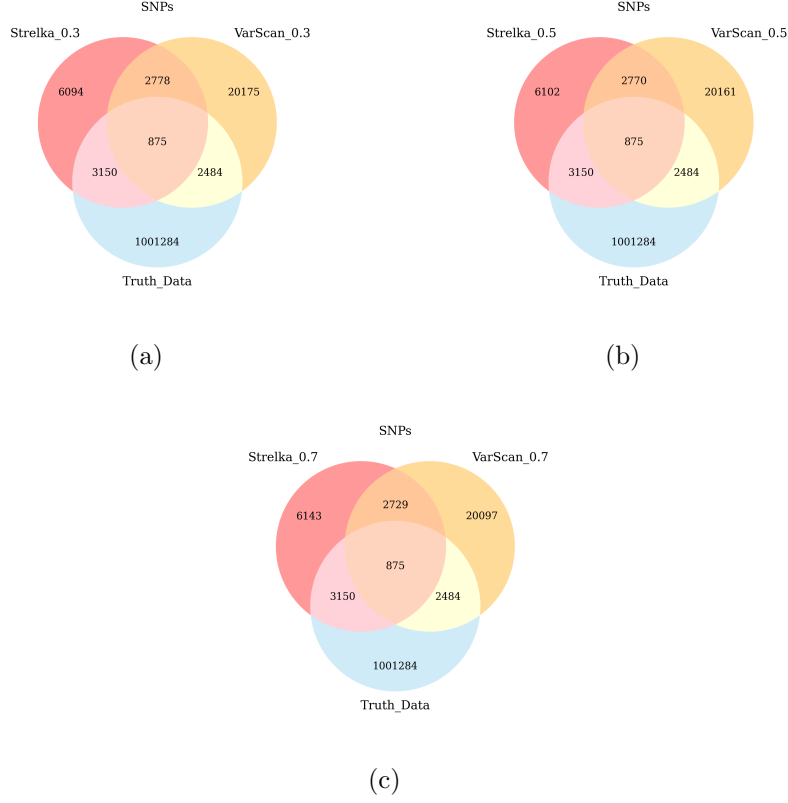 SNPs
Strelka_0.3
VarScan_0.3
6094
2778
20175
875
3150
2484
1001284
Truth_Data
(a)
SNPs
Strelka_0.5
VarScan_0.5
6102
2770
20161
875
3150
2484
1001284
Truth_Data
(b)
SNPs
Strelka_0.7
VarScan_0.7
6143
2729
20097
875
3150
2484
1001284
Truth_Data
(c)